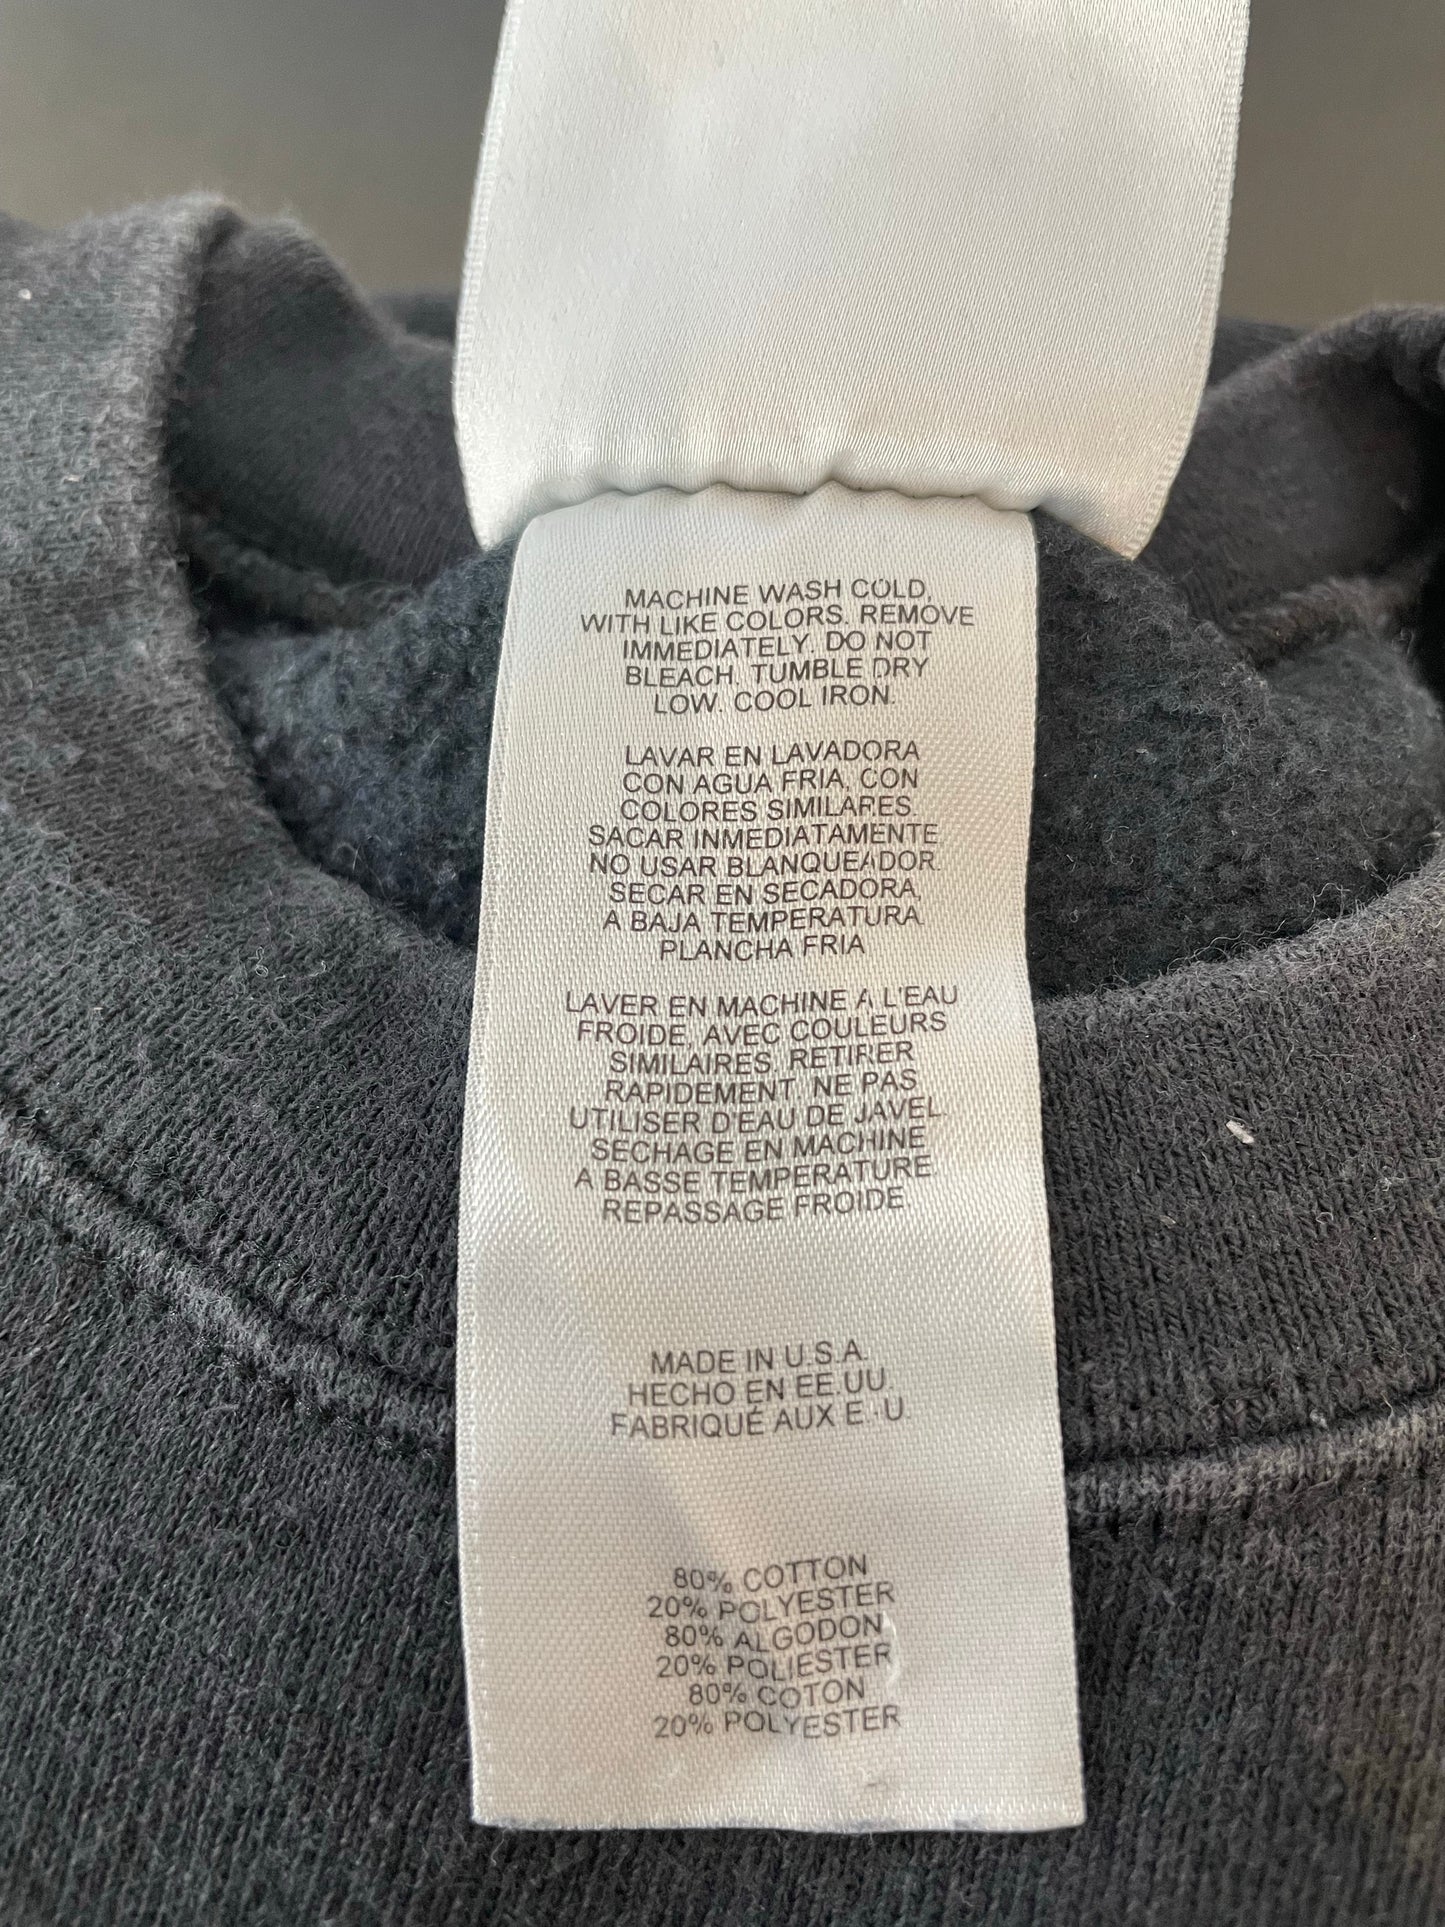 MACHINE WASH COLD,
WITH LIKE COLORS. REMOVE
IMMEDIATELY. DO NOT
BLEACH. TUMBLE DRY
LOW. COOL IRON.
LAVAR EN LAVADORA
CON AGUA FRIA, CON
COLORES SIMILARES.
SACAR INMEDIATAMENTE
NO USAR BLANQUEADOR.
SECAR EN SECADORA,
A BAJA TEMPERATURA.
PLANCHA FRIA
LAVER EN MACHINE A L'EAU
FROIDE, AVEC COULEURS
SIMILAIRES, RETIRER
RAPIDEMENT. NE PAS
UTILISER D'EAU DE JAVEL.
SECHAGE EN MACHINE
A BASSE TEMPERATURE
REPASSAGE FROIDE
MADE IN U.S.A.
HECHO EN EE.UU.
FABRIQUÉ AUX E.-U.
80% COTTON
20% POLYESTER
80% ALGODON
20% POLIESTER
80% COTON
20% POLYESTER